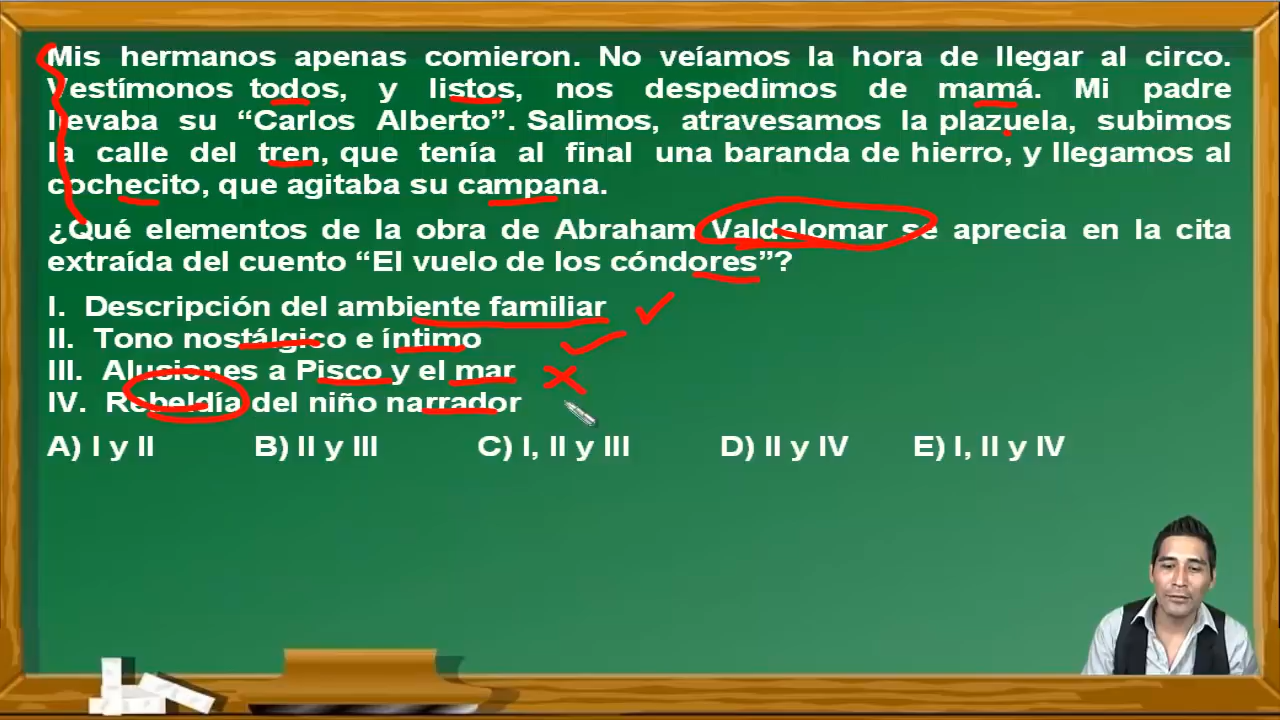 Mis hermanos apenas comieron. No veíamos la hora de llegar al circo.
Vestímonos todos, y listos, nos despedimos de mamá. Mi padre
llevaba su “Carlos Alberto”. Salimos, atravesamos la plazuela, subimos
la calle del tren, que tenía al final una baranda de hierro, y llegamos al
cochecito, que agitaba su campana.
¿Qué elementos de la obra de Abraham Valdelomar se aprecia en la cita
extraída del cuento “El vuelo de los cóndores”?
I. Descripción del ambiente familiar
II. Tono nostálgico e íntimo
III. Alusiones a Pisco y el mar
IV. Rebeldía del niño narrador
A) I y II B) II y III C) I, II y III D) II y IV E) I, II y IV